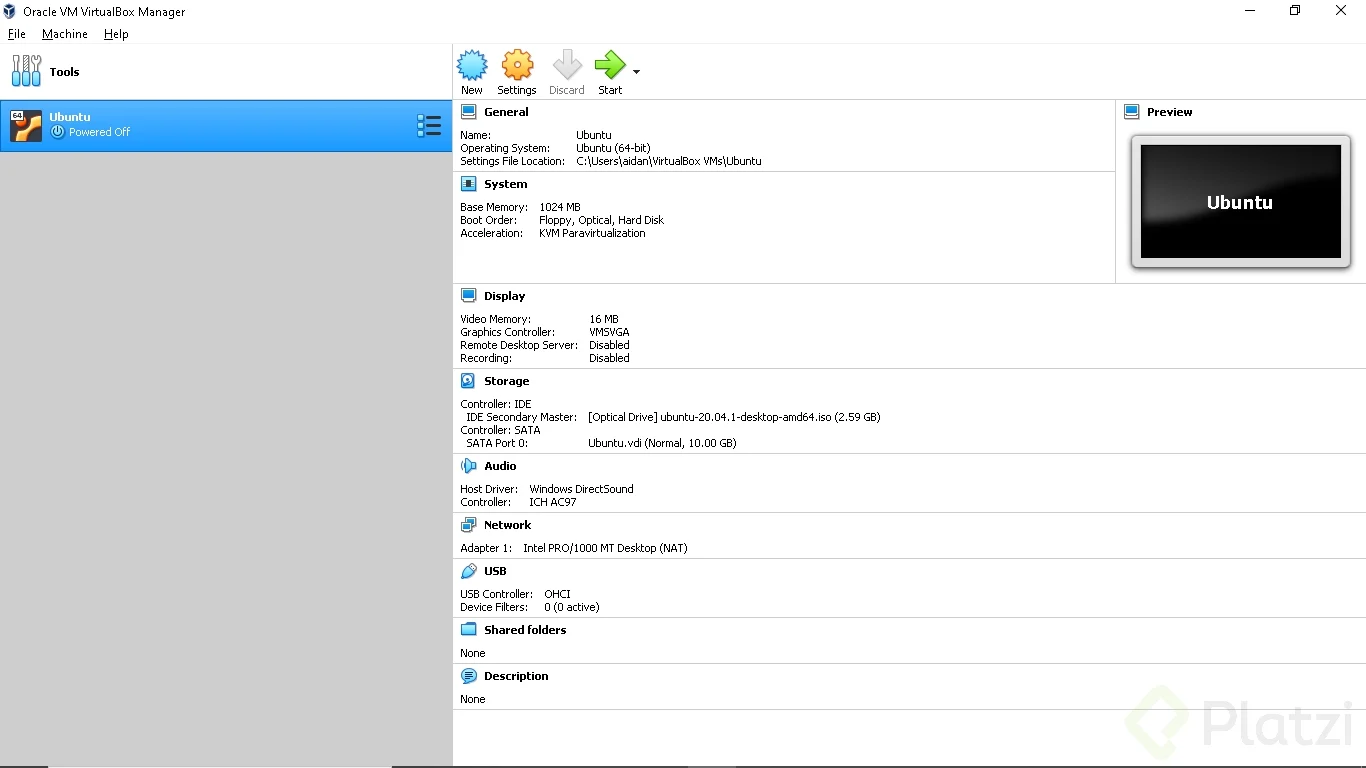 Oracle VM VirtualBox Manager
File Machine Help
Tools
New Settings Discard Start
64
Ubuntu
Powered Off
General
Name: Ubuntu
Operating System: Ubuntu (64-bit)
Settings File Location: C:\Users\aidan\VirtualBox VMs\Ubuntu
Preview
Ubuntu
System
Base Memory: 1024 MB
Boot Order: Floppy, Optical, Hard Disk
Acceleration: KVM Paravirtualization
Display
Video Memory: 16 MB
Graphics Controller: VMSVGA
Remote Desktop Server: Disabled
Recording: Disabled
Storage
Controller: IDE
IDE Secondary Master: [Optical Drive] ubuntu-20.04.1-desktop-amd64.iso (2.59 GB)
Controller: SATA
SATA Port 0: Ubuntu.vdi (Normal, 10.00 GB)
Audio
Host Driver: Windows DirectSound
Controller: ICH AC97
Network
Adapter 1: Intel PRO/1000 MT Desktop (NAT)
USB
USB Controller: OHCI
Device Filters: 0 (0 active)
Shared folders
None
Description
None
Platzi